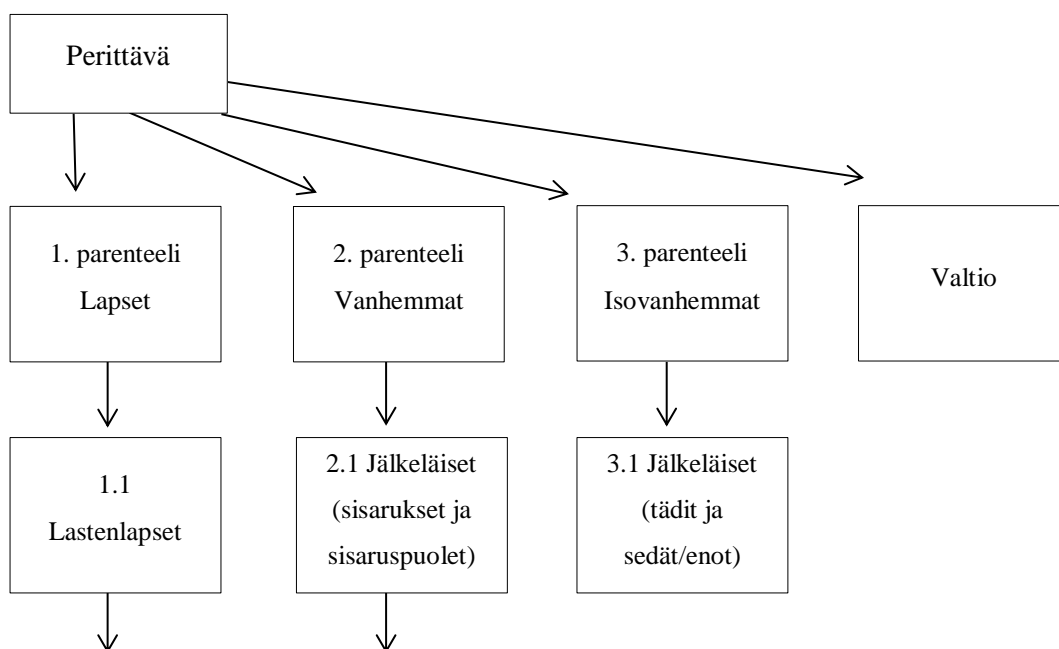 Perittävä
1. parenteeli
Lapset
2. parenteeli
Vanhemmat
3. parenteeli
Isovanhemmat
Valtio
1.1
Lastenlapset
2.1 Jälkeläiset
(sisarukset ja
sisaruspuolet)
3.1 Jälkeläiset
(tädit ja
sedät/enot)